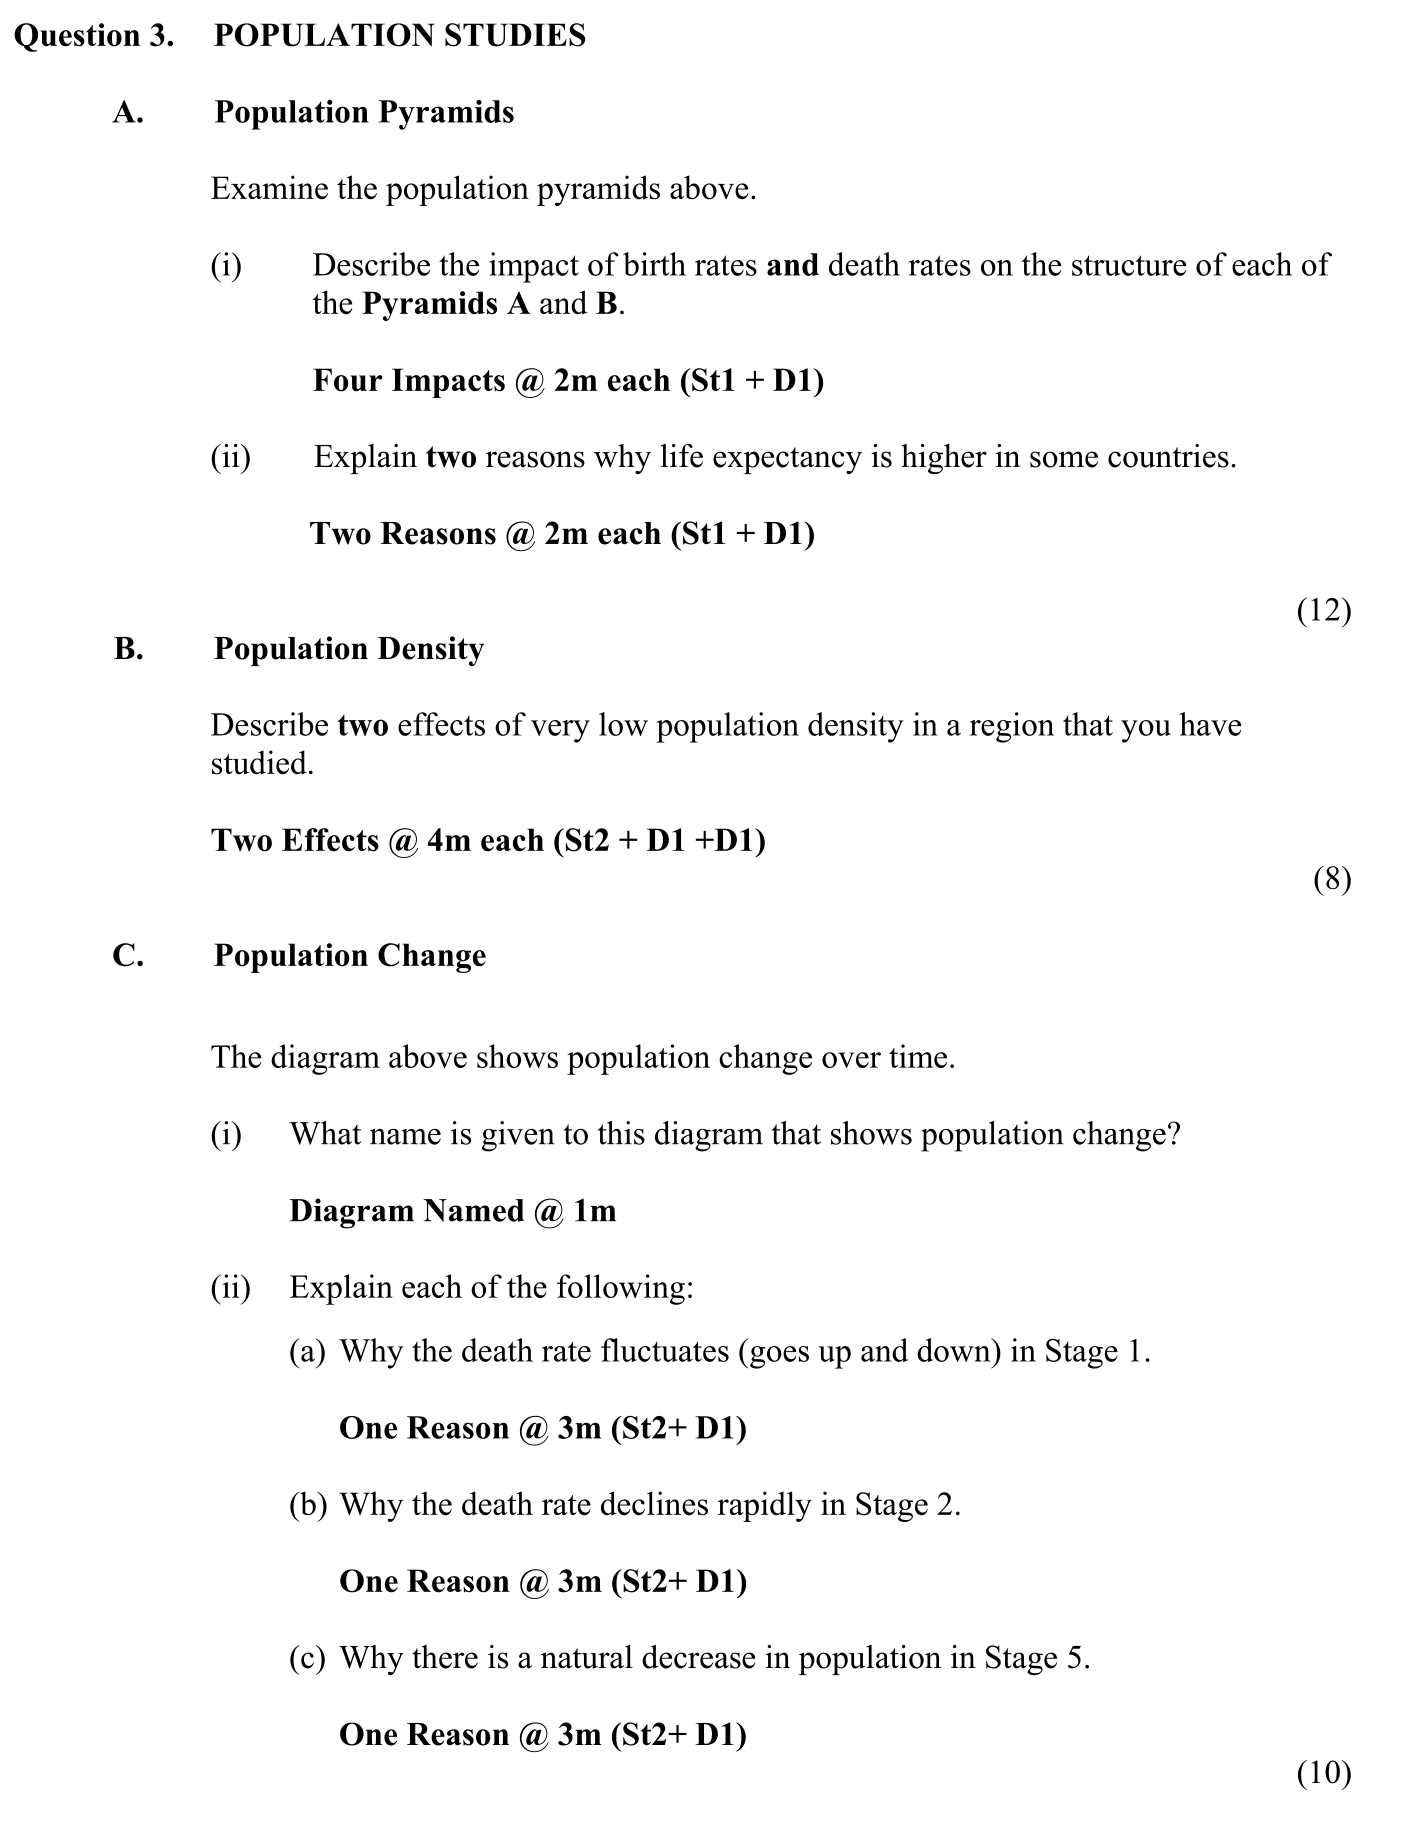 Question 3. POPULATION STUDIES
A. Population Pyramids
Examine the population pyramids above.
(i) Describe the impact of birth rates and death rates on the structure of each of
the Pyramids A and B.
Four Impacts @ 2m each (St1 + D1)
(ii) Explain two reasons why life expectancy is higher in some countries.
Two Reasons @ 2m each (St1 + D1)
(12)
B. Population Density
Describe two effects of very low population density in a region that you have
studied.
Two Effects @ 4m each (St2 + D1 +D1)
(8)
C. Population Change
The diagram above shows population change over time.
(i) What name is given to this diagram that shows population change?
Diagram Named @ 1m
(ii) Explain each of the following:
(a) Why the death rate fluctuates (goes up and down) in Stage 1.
One Reason @ 3m (St2+ D1)
(b) Why the death rate declines rapidly in Stage 2.
One Reason @ 3m (St2+ D1)
(c) Why there is a natural decrease in population in Stage 5.
One Reason @ 3m (St2+ D1)
(10)